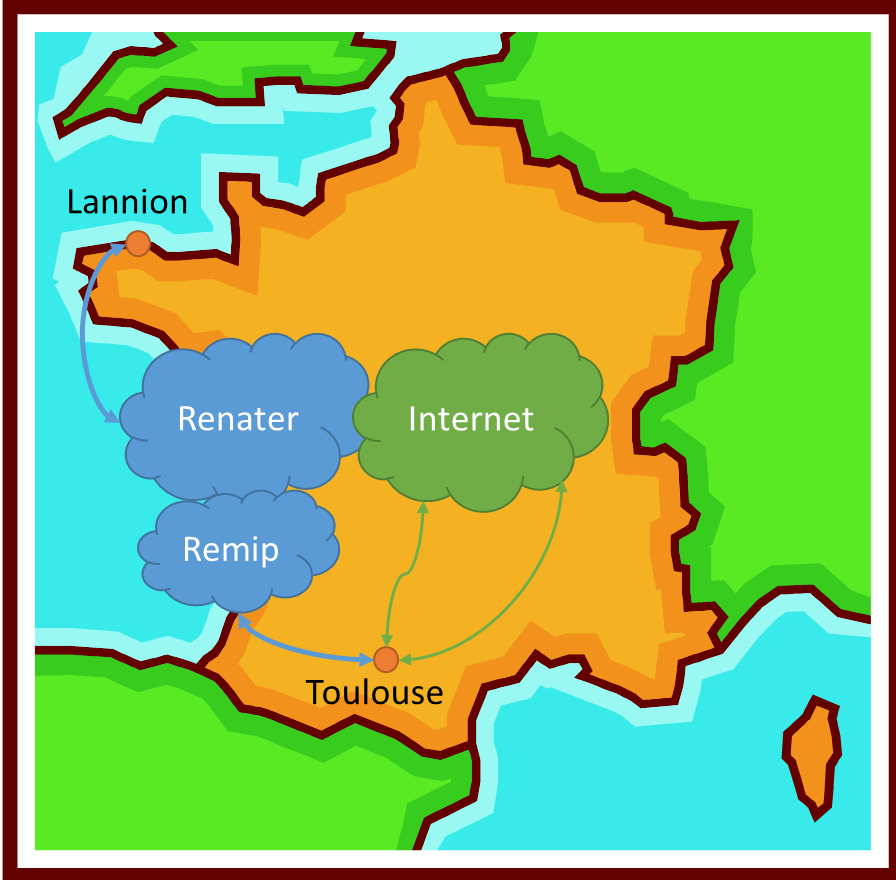 Lannion
Renater
Internet
Remip
Toulouse